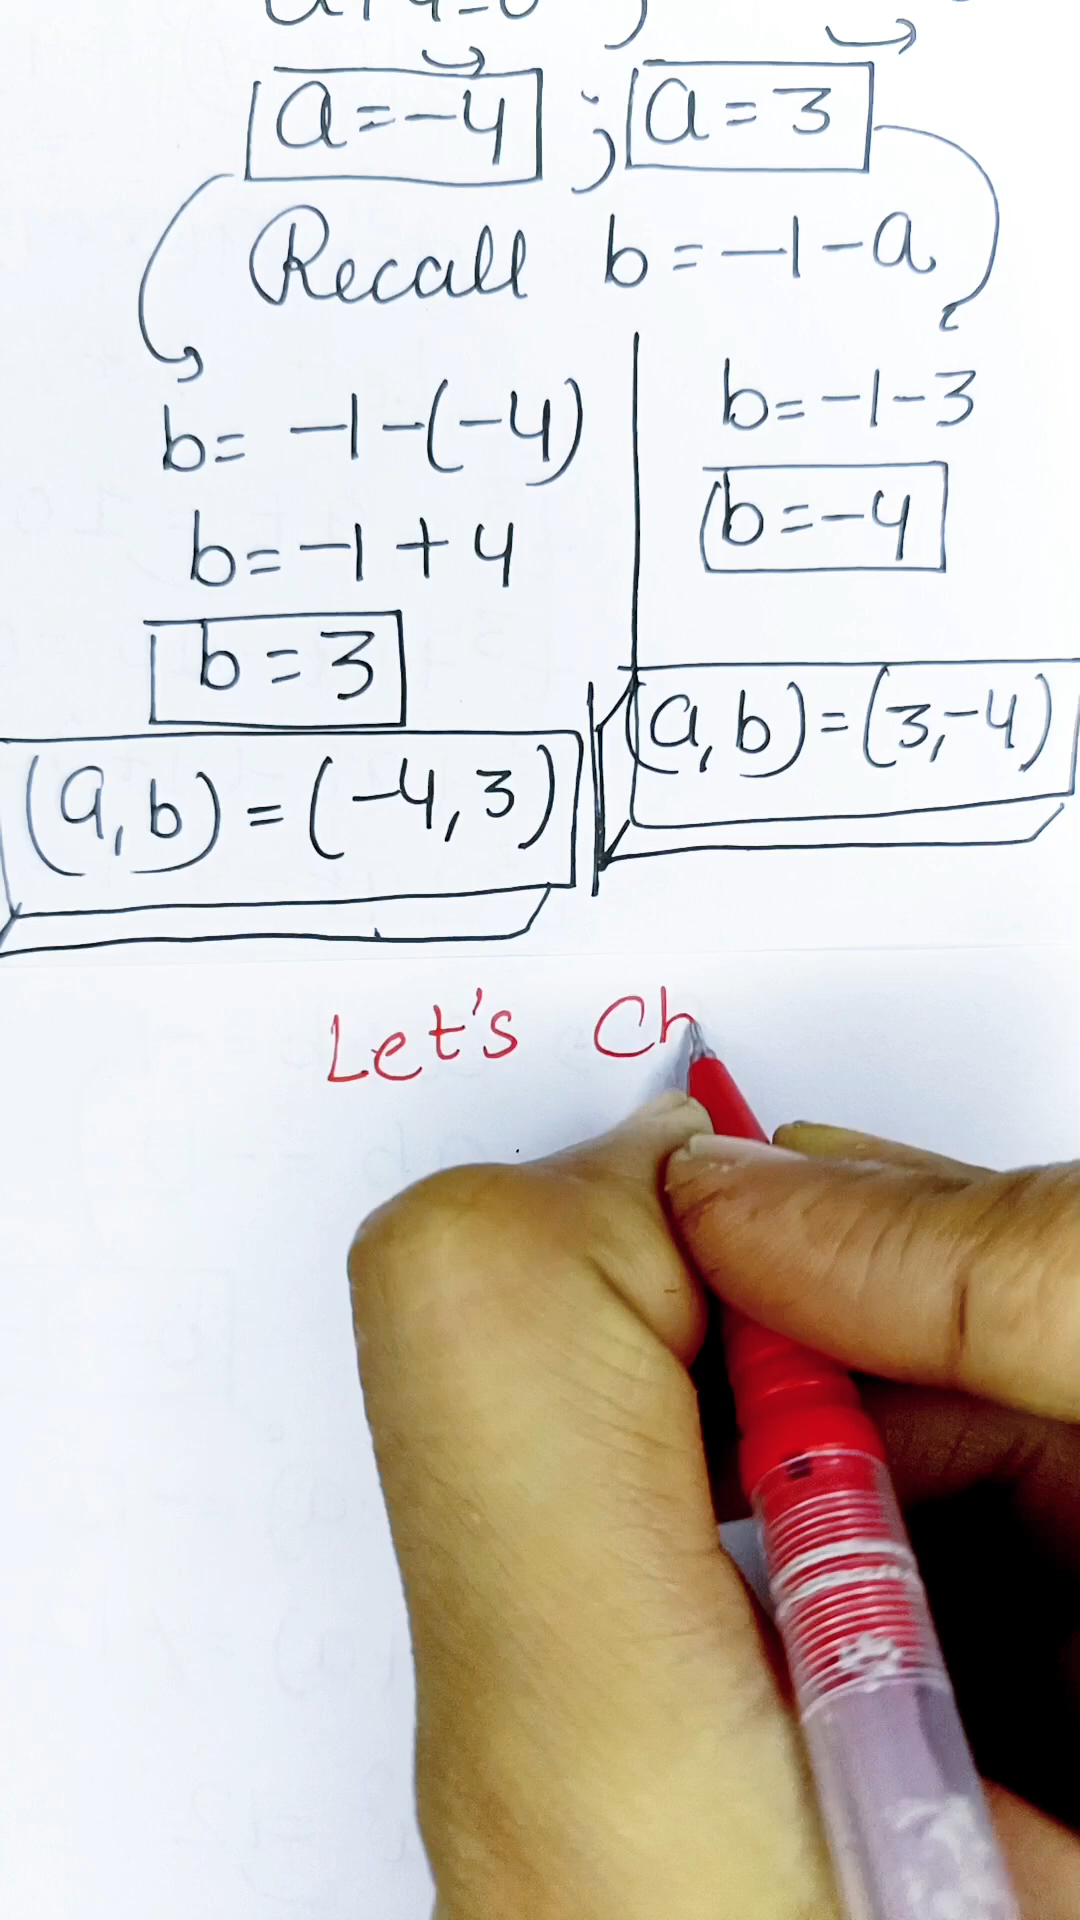 a=-4 ; a=3
Recall b=-1-a
b= -1-(-4)
b=-1+4
b=3
(a,b)=(-4,3)
b=-1-3
b=-4
(a,b)=(3,-4)
Let's Ch